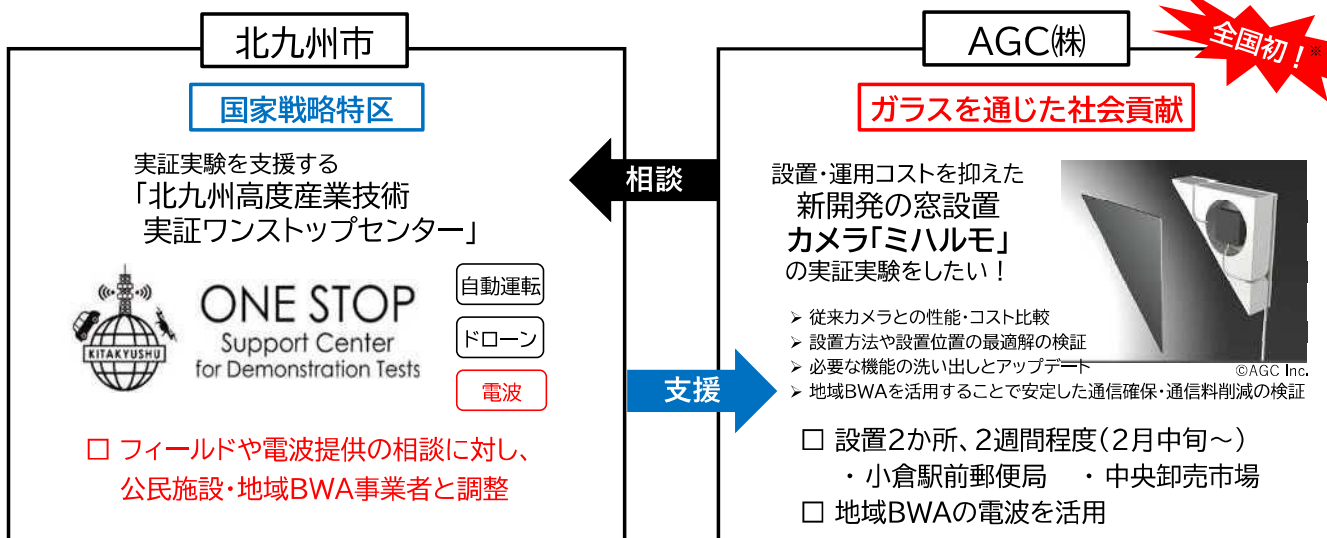 北九州市
国家戦略特区
実証実験を支援する
「北九州高度産業技術
実証ワンストップセンター」
KITAKYUSHU
ONE STOP
Support Center
for Demonstration Tests
自動運転
ドローン
電波
□ フィールドや電波提供の相談に対し、
公民施設・地域BWA事業者と調整
相談
支援
AGC㈱
全国初！※
ガラスを通じた社会貢献
設置・運用コストを抑えた
新開発の窓設置
カメラ「ミハルモ」
の実証実験をしたい！
➢ 従来カメラとの性能・コスト比較
➢ 設置方法や設置位置の最適解の検証
➢ 必要な機能の洗い出しとアップデート
©AGC Inc.
➢ 地域BWAを活用することで安定した通信確保・通信料削減の検証
□ 設置2か所、2週間程度(2月中旬～)
・小倉駅前郵便局 ・中央卸売市場
□ 地域BWAの電波を活用